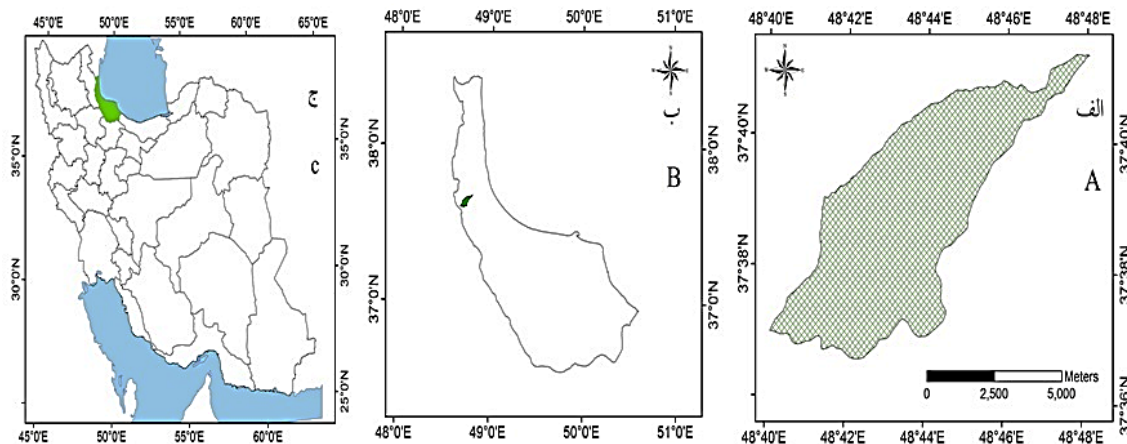 45°0'E 50°0'E 55°0'E 60°0'E 65°0'E
35°0'N
30°0'N
35°0'N
30°0'N
25°0'N
ج
C
45°0'E 50°0'E 55°0'E 60°0'E
48°0'E 49°0'E 50°0'E 51°0'E
38°0'N
37°0'N
38°0'N
37°0'N
ب
B
48°0'E 49°0'E 50°0'E 51°0'E
48°40'E 48°42'E 48°44'E 48°46'E 48°48'E
37°40'N
37°38'N
37°40'N
37°38'N
37°36'N
الف
A
0 2,500 5,000 Meters
48°40'E 48°42'E 48°44'E 48°46'E 48°48'E